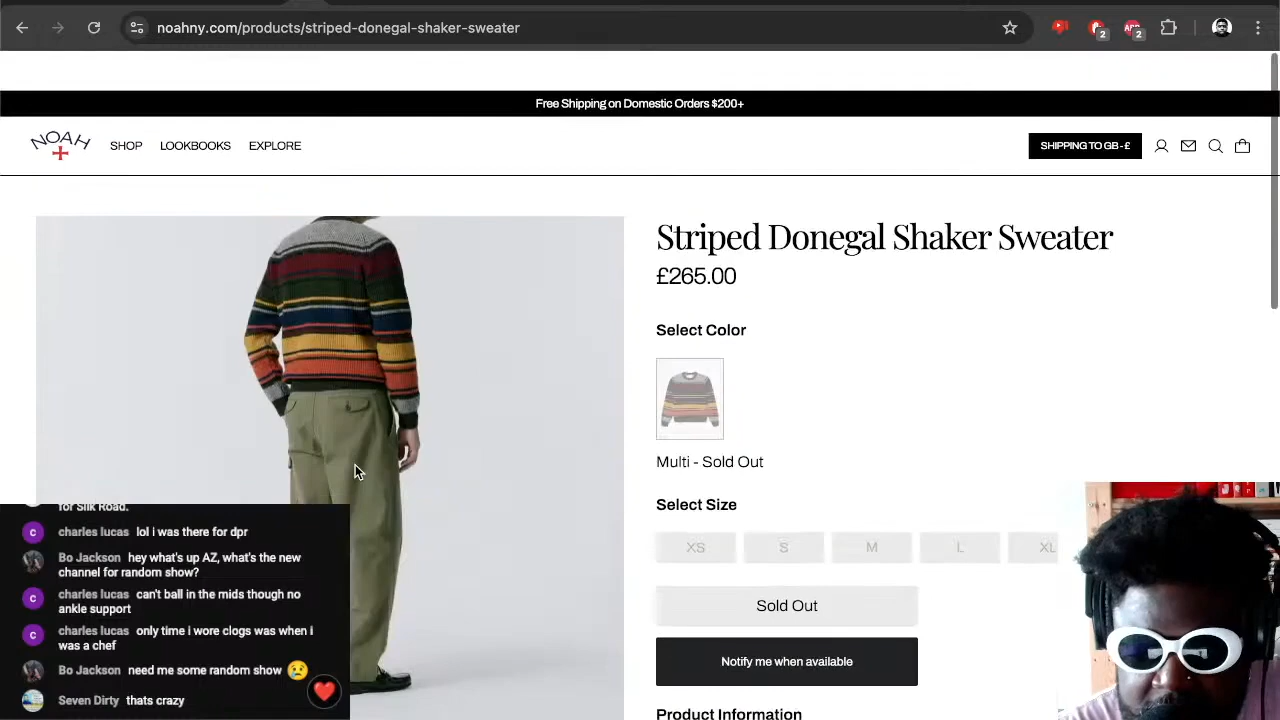 noahny.com/products/striped-donegal-shaker-sweater
2
2
Free Shipping on Domestic Orders $200+
NOAH
SHOP
LOOKBOOKS
EXPLORE
SHIPPING TO GB - £
Striped Donegal Shaker Sweater
£265.00
Select Color
Multi - Sold Out
Select Size
XS
S
M
L
XL
Sold Out
Notify me when available
Product Information
for Silk Road.
charles lucas lol i was there for dpr
Bo Jackson hey what's up AZ, what's the new
channel for random show?
charles lucas can't ball in the mids though no
ankle support
charles lucas only time i wore clogs was when i
was a chef
Bo Jackson need me some random show 😢
Seven Dirty thats crazy